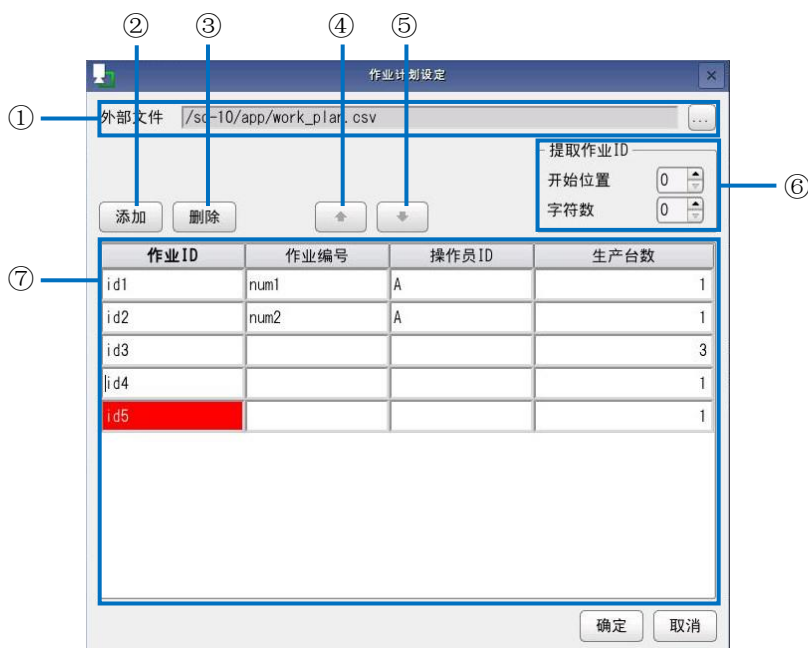 ② ③ ④ ⑤
作业计划设定
① 外部文件 /sc-10/app/work_plan.csv ...
提取作业ID
开始位置 0
⑥
字符数 0
添加 删除
作业ID 作业编号 操作员ID 生产台数
⑦ id1 num1 A 1
id2 num2 A 1
id3 3
id4 1
id5 1
确定 取消